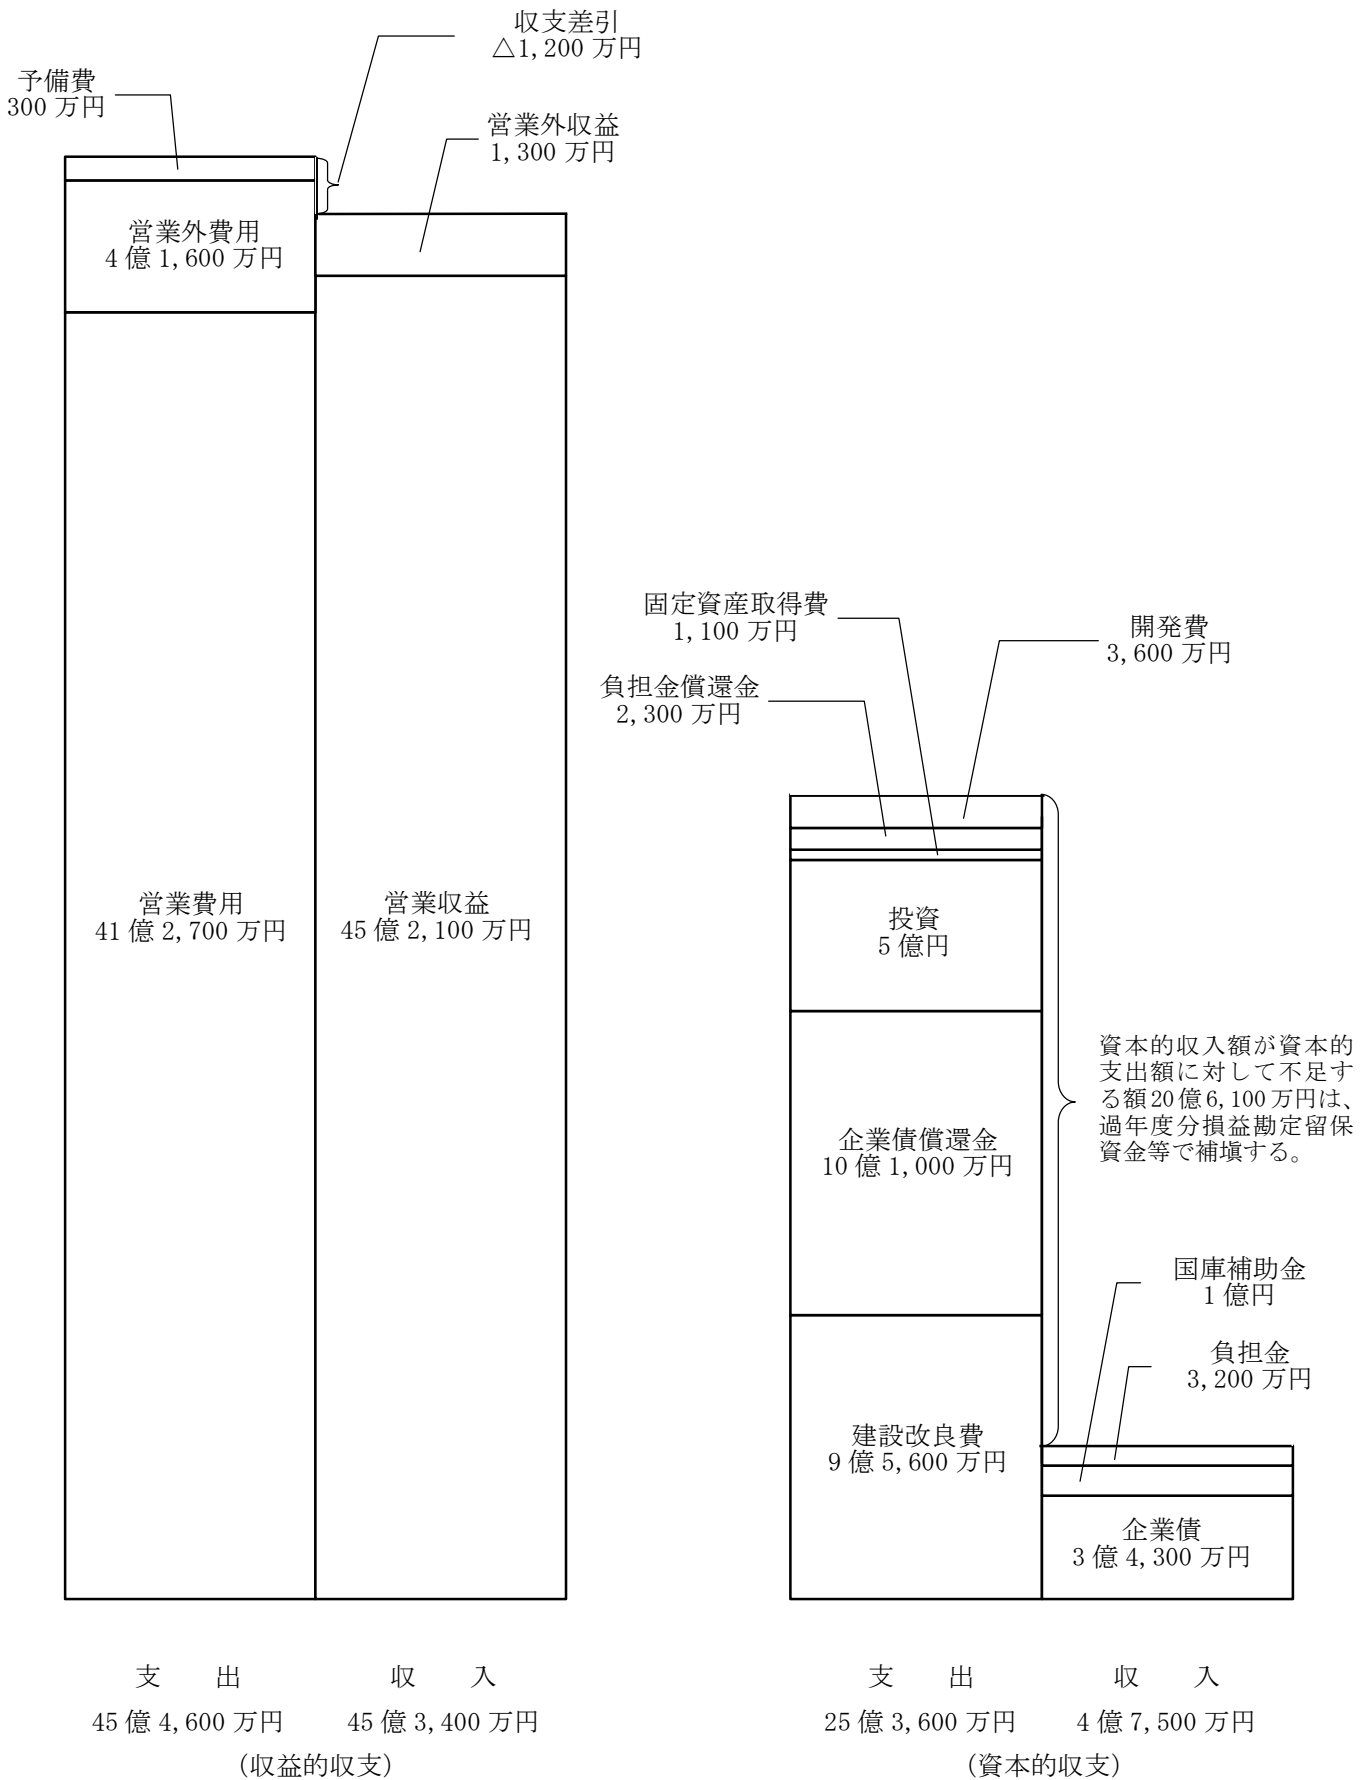 収支差引
△1,200 万円
予備費
300 万円
営業外収益
1,300 万円
営業外費用
4 億 1,600 万円
営業費用
41 億 2,700 万円
営業収益
45 億 2,100 万円
支　出
45 億 4,600 万円
収　入
45 億 3,400 万円
(収益的収支)
固定資産取得費
1,100 万円
開発費
3,600 万円
負担金償還金
2,300 万円
投資
5 億円
企業債償還金
10 億 1,000 万円
資本的収入額が資本的
支出額に対して不足す
る額20億6,100万円は、
過年度分損益勘定留保
資金等で補塡する。
国庫補助金
1 億円
負担金
3,200 万円
建設改良費
9 億 5,600 万円
企業債
3 億 4,300 万円
支　出
25 億 3,600 万円
収　入
4 億 7,500 万円
(資本的収支)